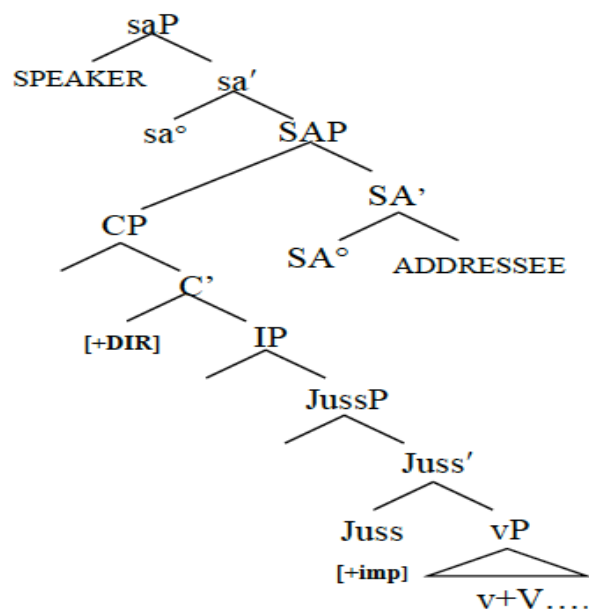 saP
SPEAKER sa′
sa° SAP
SA’
CP
SA° ADDRESSEE
C’
[+DIR] IP
JussP
Juss′
Juss vP
[+imp]
v+V….